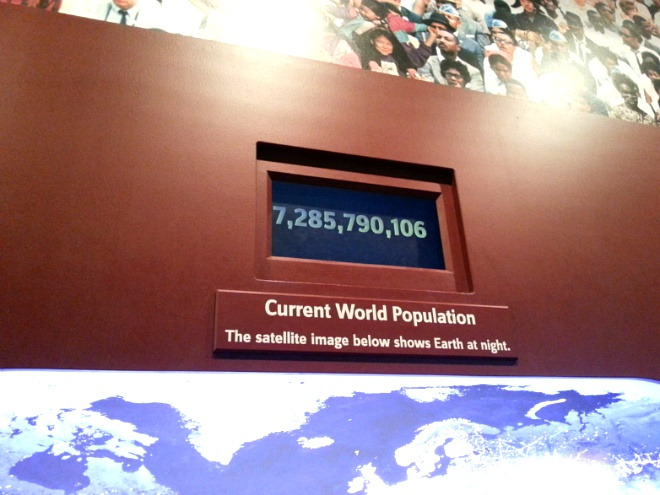 7,285,790,106
Current World Population
The satellite image below shows Earth at night.